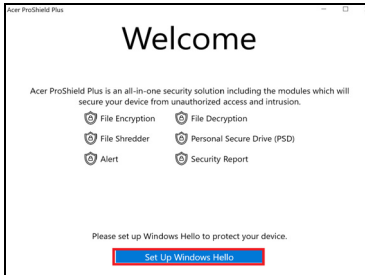 Acer ProShield Plus
Welcome
Acer ProShield Plus is an all-in-one security solution including the modules which will
secure your device from unauthorized access and intrusion.
File Encryption File Decryption
File Shredder Personal Secure Drive (PSD)
Alert Security Report
Please set up Windows Hello to protect your device.
Set Up Windows Hello